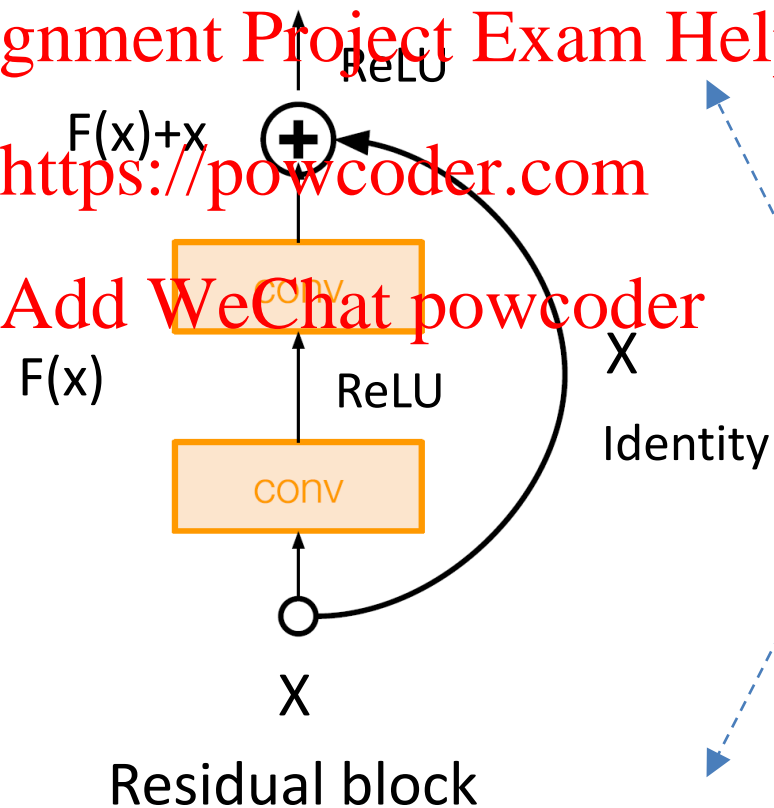 gnment Project Exam Hel
ReLU
F(x)+x
https://powcoder.com
conv
Add WeChat powcoder
X
F(x)
ReLU
Identity
conv
X
Residual block